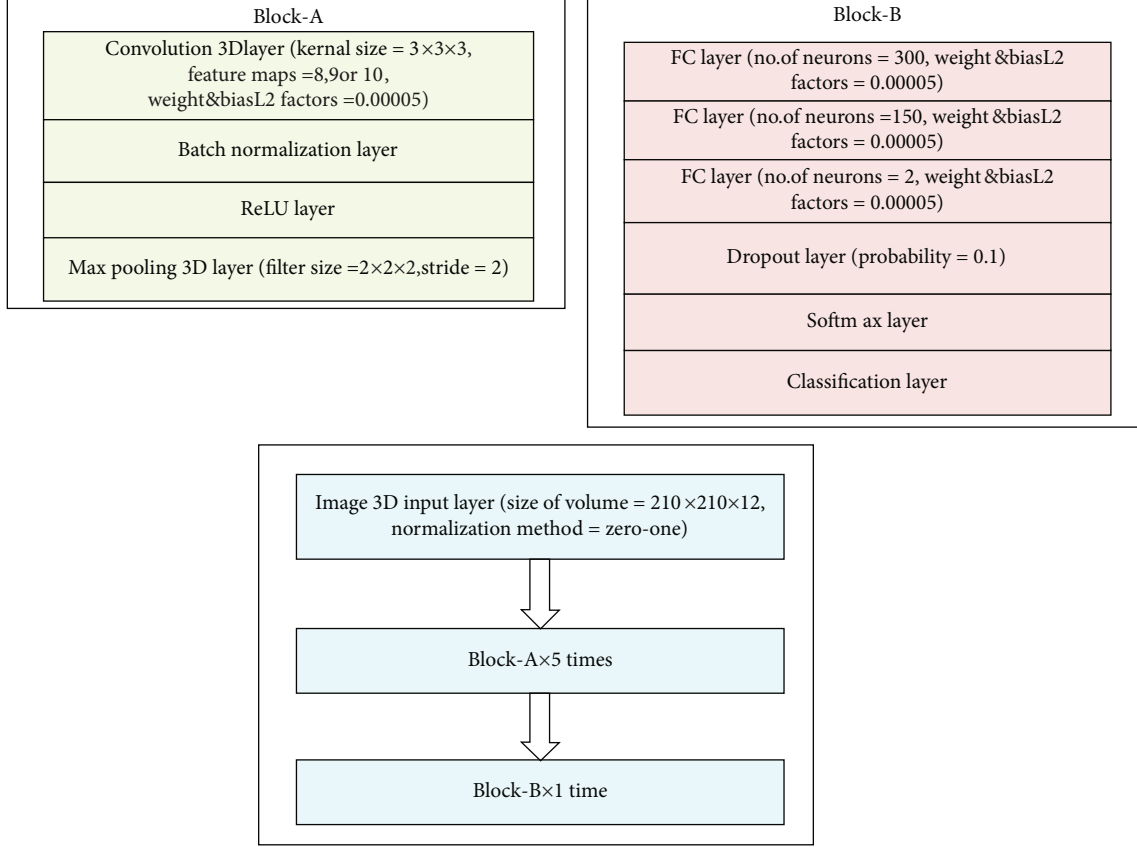 Block-A
Convolution 3Dlayer (kernal size = 3×3×3,
feature maps =8,9or 10,
weight&biasL2 factors =0.00005)
Batch normalization layer
ReLU layer
Max pooling 3D layer (filter size =2×2×2,stride = 2)
Block-B
FC layer (no.of neurons = 300, weight &biasL2
factors = 0.00005)
FC layer (no.of neurons =150, weight &biasL2
factors = 0.00005)
FC layer (no.of neurons = 2, weight &biasL2
factors = 0.00005)
Dropout layer (probability = 0.1)
Softm ax layer
Classification layer
Image 3D input layer (size of volume = 210 ×210×12,
normalization method = zero-one)
Block-A×5 times
Block-B×1 time